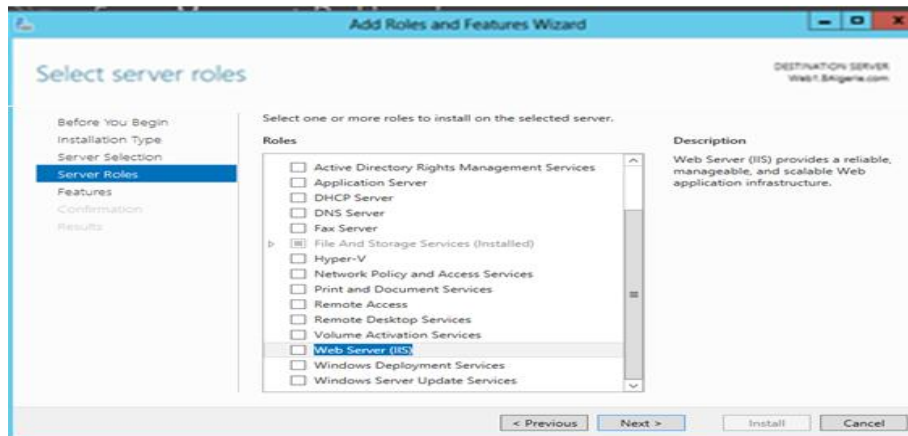 Add Roles and Features Wizard
Select server roles
DESTINATION SERVER
Before You Begin
Installation Type
Server Selection
Server Roles
Features
Confirmation
Results
Select one or more roles to install on the selected server.
Roles
Active Directory Rights Management Services
Application Server
DHCP Server
DNS Server
Fax Server
File And Storage Services (Installed)
Hyper-V
Network Policy and Access Services
Print and Document Services
Remote Access
Remote Desktop Services
Volume Activation Services
Web Server (IIS)
Windows Deployment Services
Windows Server Update Services
Description
Web Server (IIS) provides a reliable,
manageable, and scalable Web
application infrastructure.
< Previous
Next >
Install
Cancel